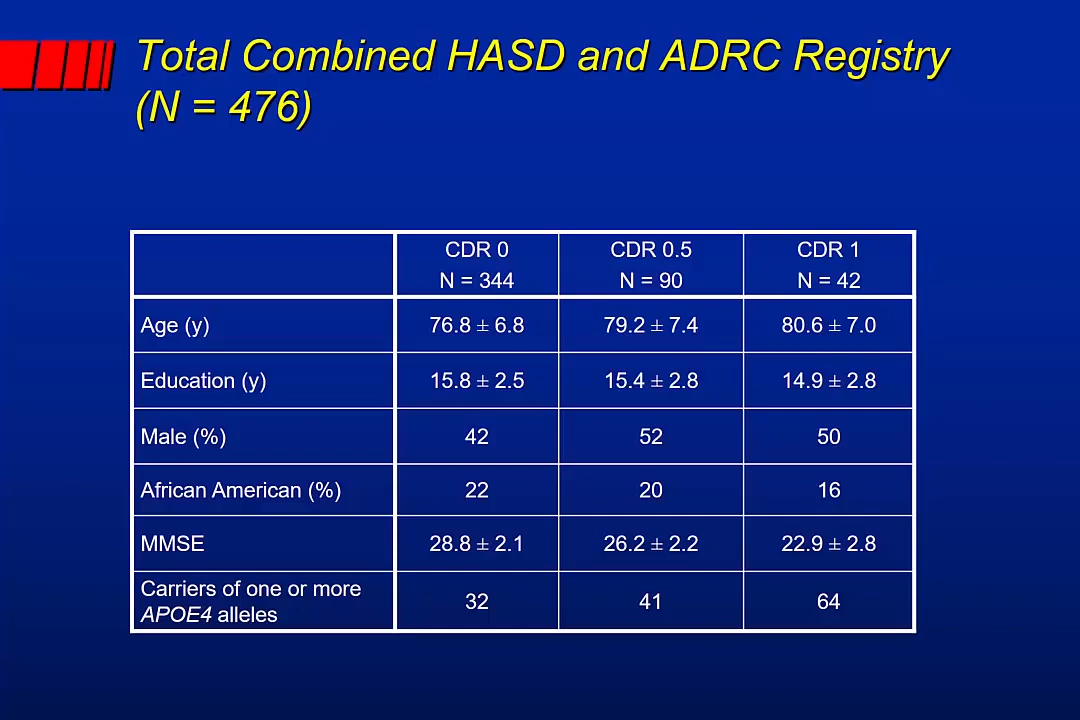 Total Combined HASD and ADRC Registry
(N = 476)
CDR 0 CDR 0.5 CDR 1
N = 344 N = 90 N = 42
Age (y) 76.8 ± 6.8 79.2 ± 7.4 80.6 ± 7.0
Education (y) 15.8 ± 2.5 15.4 ± 2.8 14.9 ± 2.8
Male (%) 42 52 50
African American (%) 22 20 16
MMSE 28.8 ± 2.1 26.2 ± 2.2 22.9 ± 2.8
Carriers of one or more
APOE4 alleles 32 41 64